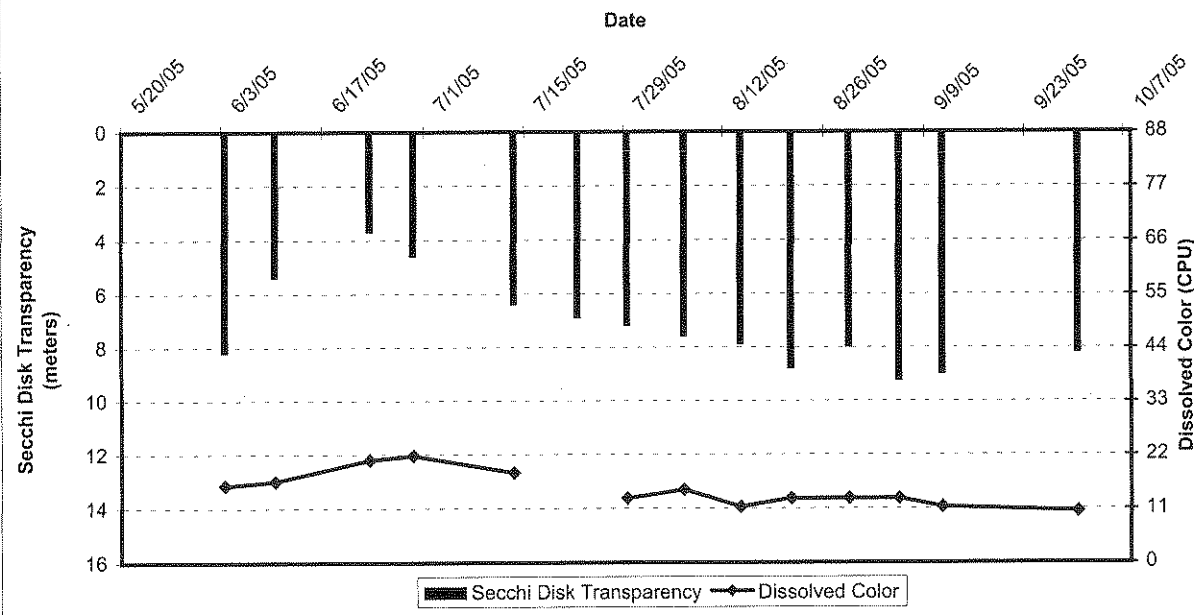 Date
5/20/05 6/3/05 6/17/05 7/1/05 7/15/05 7/29/05 8/12/05 8/26/05 9/9/05 9/23/05 10/7/05
0 88
2 77
4 66
6 55
8 44
10 33
12 22
14 11
16 0
Secchi Disk Transparency
(meters)
Dissolved Color (CPU)
Secchi Disk Transparency Dissolved Color